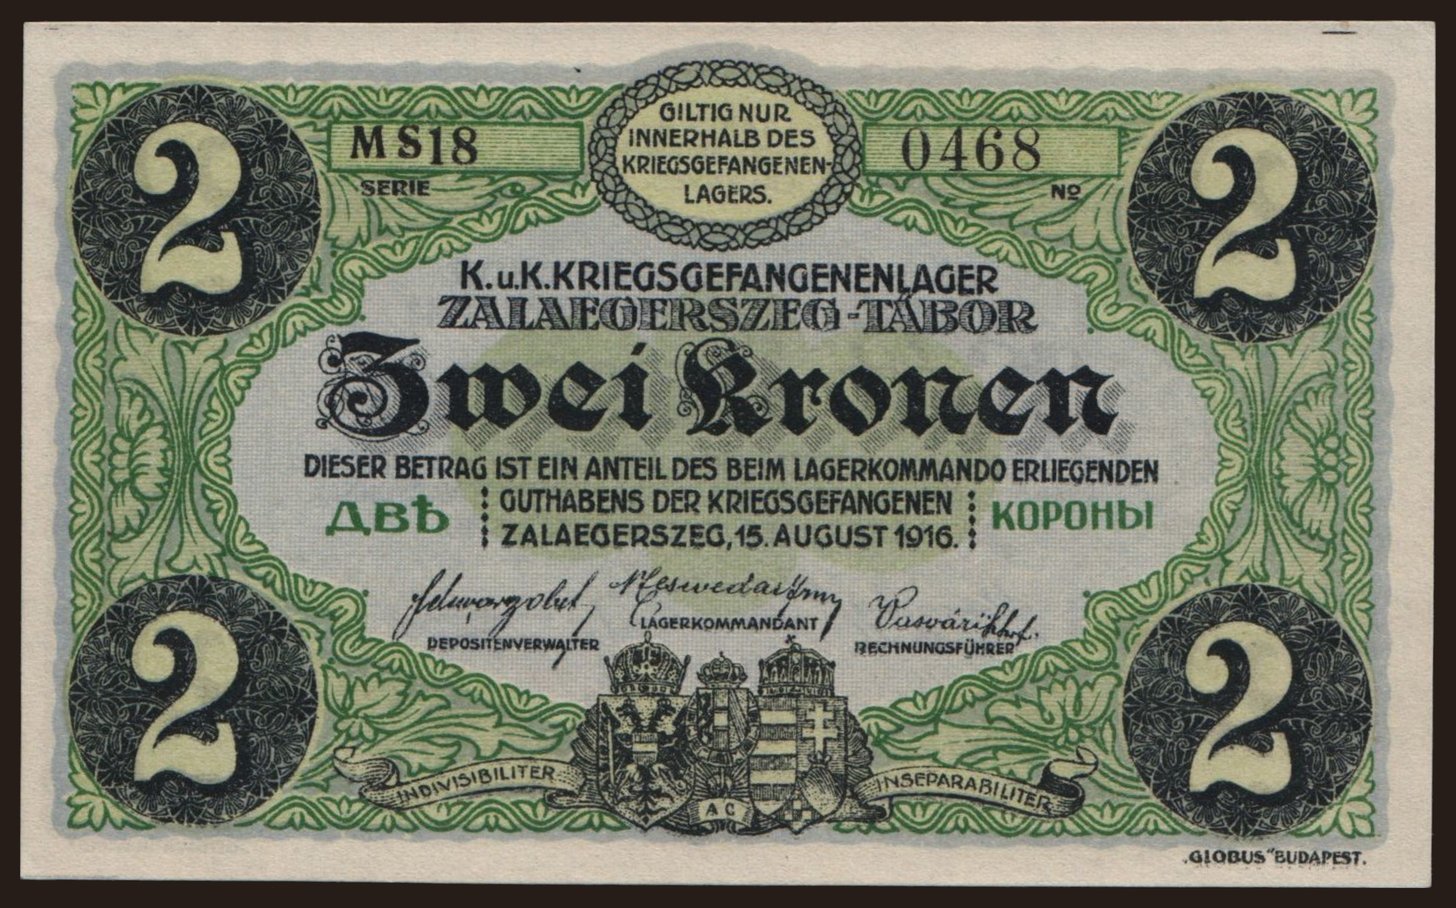 2
MS18
SERIE
GILTIG NUR
INNERHALB DES
KRIEGSGEFANGENEN-
LAGERS.
0468
No
2
K.u.K.KRIEGSGEFANGENENLAGER
ZALAEGERSZEG-TÁBOR
Zwei Kronen
DIESER BETRAG IST EIN ANTEIL DES BEIM LAGERKOMMANDO ERLIEGENDEN
ДВѢ GUTHABENS DER KRIEGSGEFANGENEN КОРОНЫ
ZALAEGERSZEG, 15. AUGUST 1916.
DEPOSITENVERWALTER
LAGERKOMMANDANT
RECHNUNGSFÜHRER
2
INDIVISIBILITER
AC
INSEPARABILITER
2
„GLOBUS" BUDAPEST.